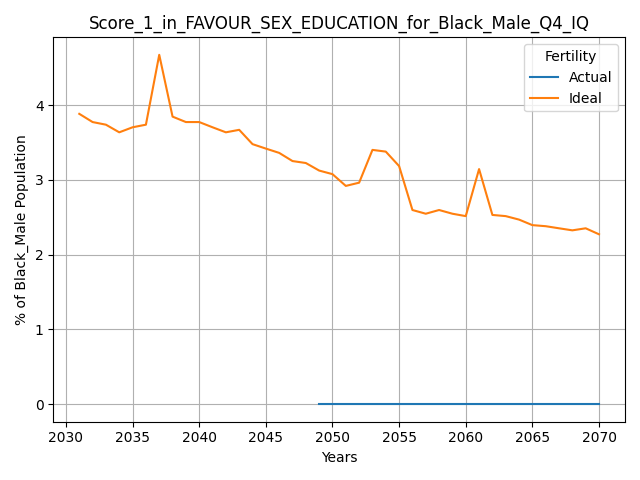 Score_1_in_FAVOUR_SEX_EDUCATION_for_Black_Male_Q4_IQ
Fertility
Actual
Ideal
% of Black_Male Population
4
3
2
1
0
2030 2035 2040 2045 2050 2055 2060 2065 2070
Years